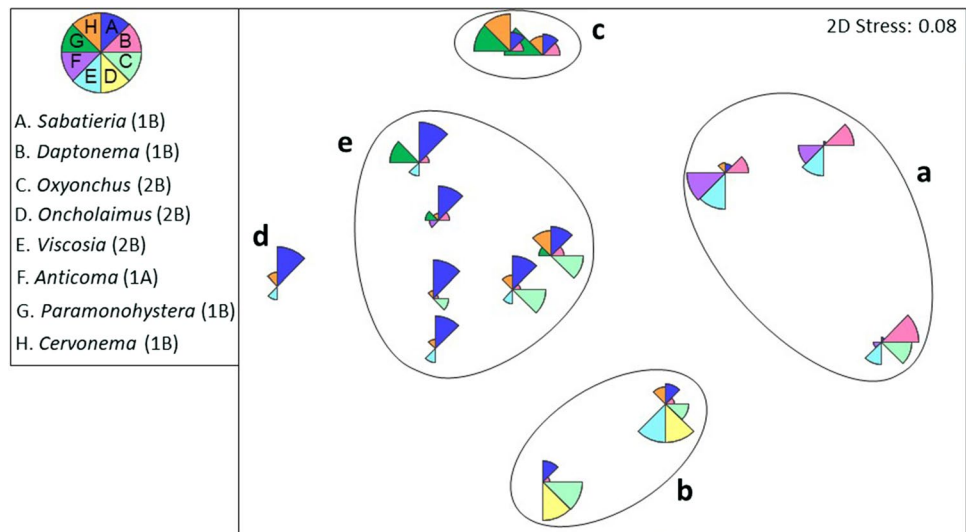 H A
G B
F C
E D
A. Sabatieria (1B)
B. Daptonema (1B)
C. Oxyonchus (2B)
D. Oncholaimus (2B)
E. Viscosia (2B)
F. Anticoma (1A)
G. Paramonohystera (1B)
H. Cervonema (1B)
2D Stress: 0.08
c
e
a
d
b